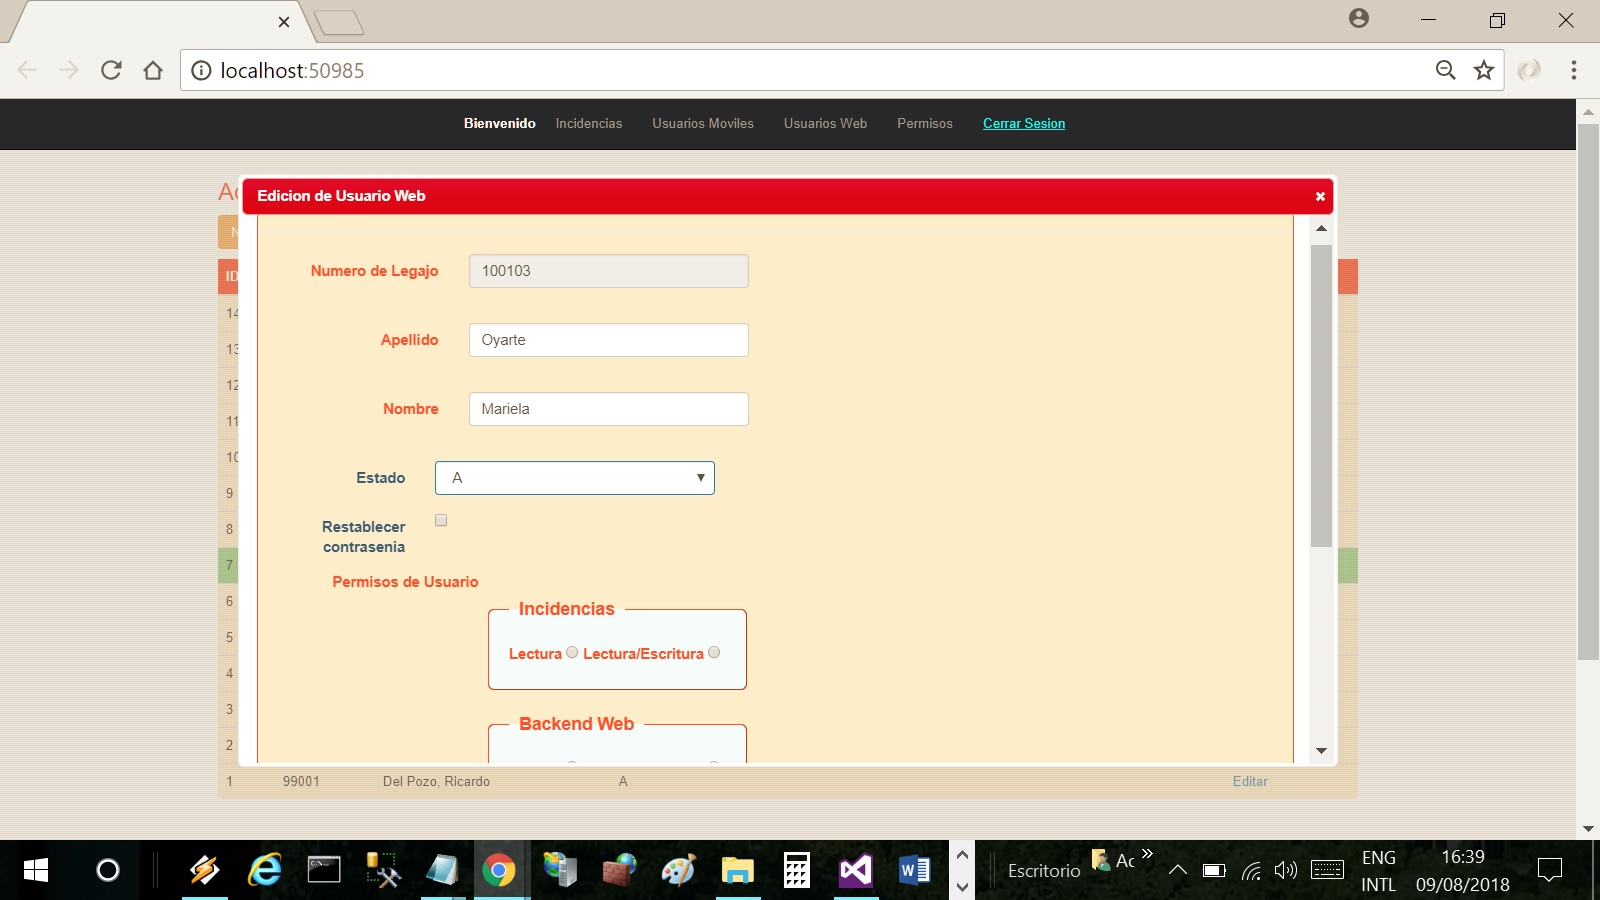 localhost:50985
Bienvenido Incidencias Usuarios Moviles Usuarios Web Permisos Cerrar Sesion
Edicion de Usuario Web
ID
Numero de Legajo 100103
14
Apellido Oyarte
13
12
Nombre Mariela
11
10
Estado A
9
Restablecer
8
contrasenia
7
Permisos de Usuario
6
Incidencias
5
Lectura Lectura/Escritura
4
3
Backend Web
2
1 99001 Del Pozo, Ricardo A Editar
Escritorio Ac
ENG 16:39
INTL 09/08/2018